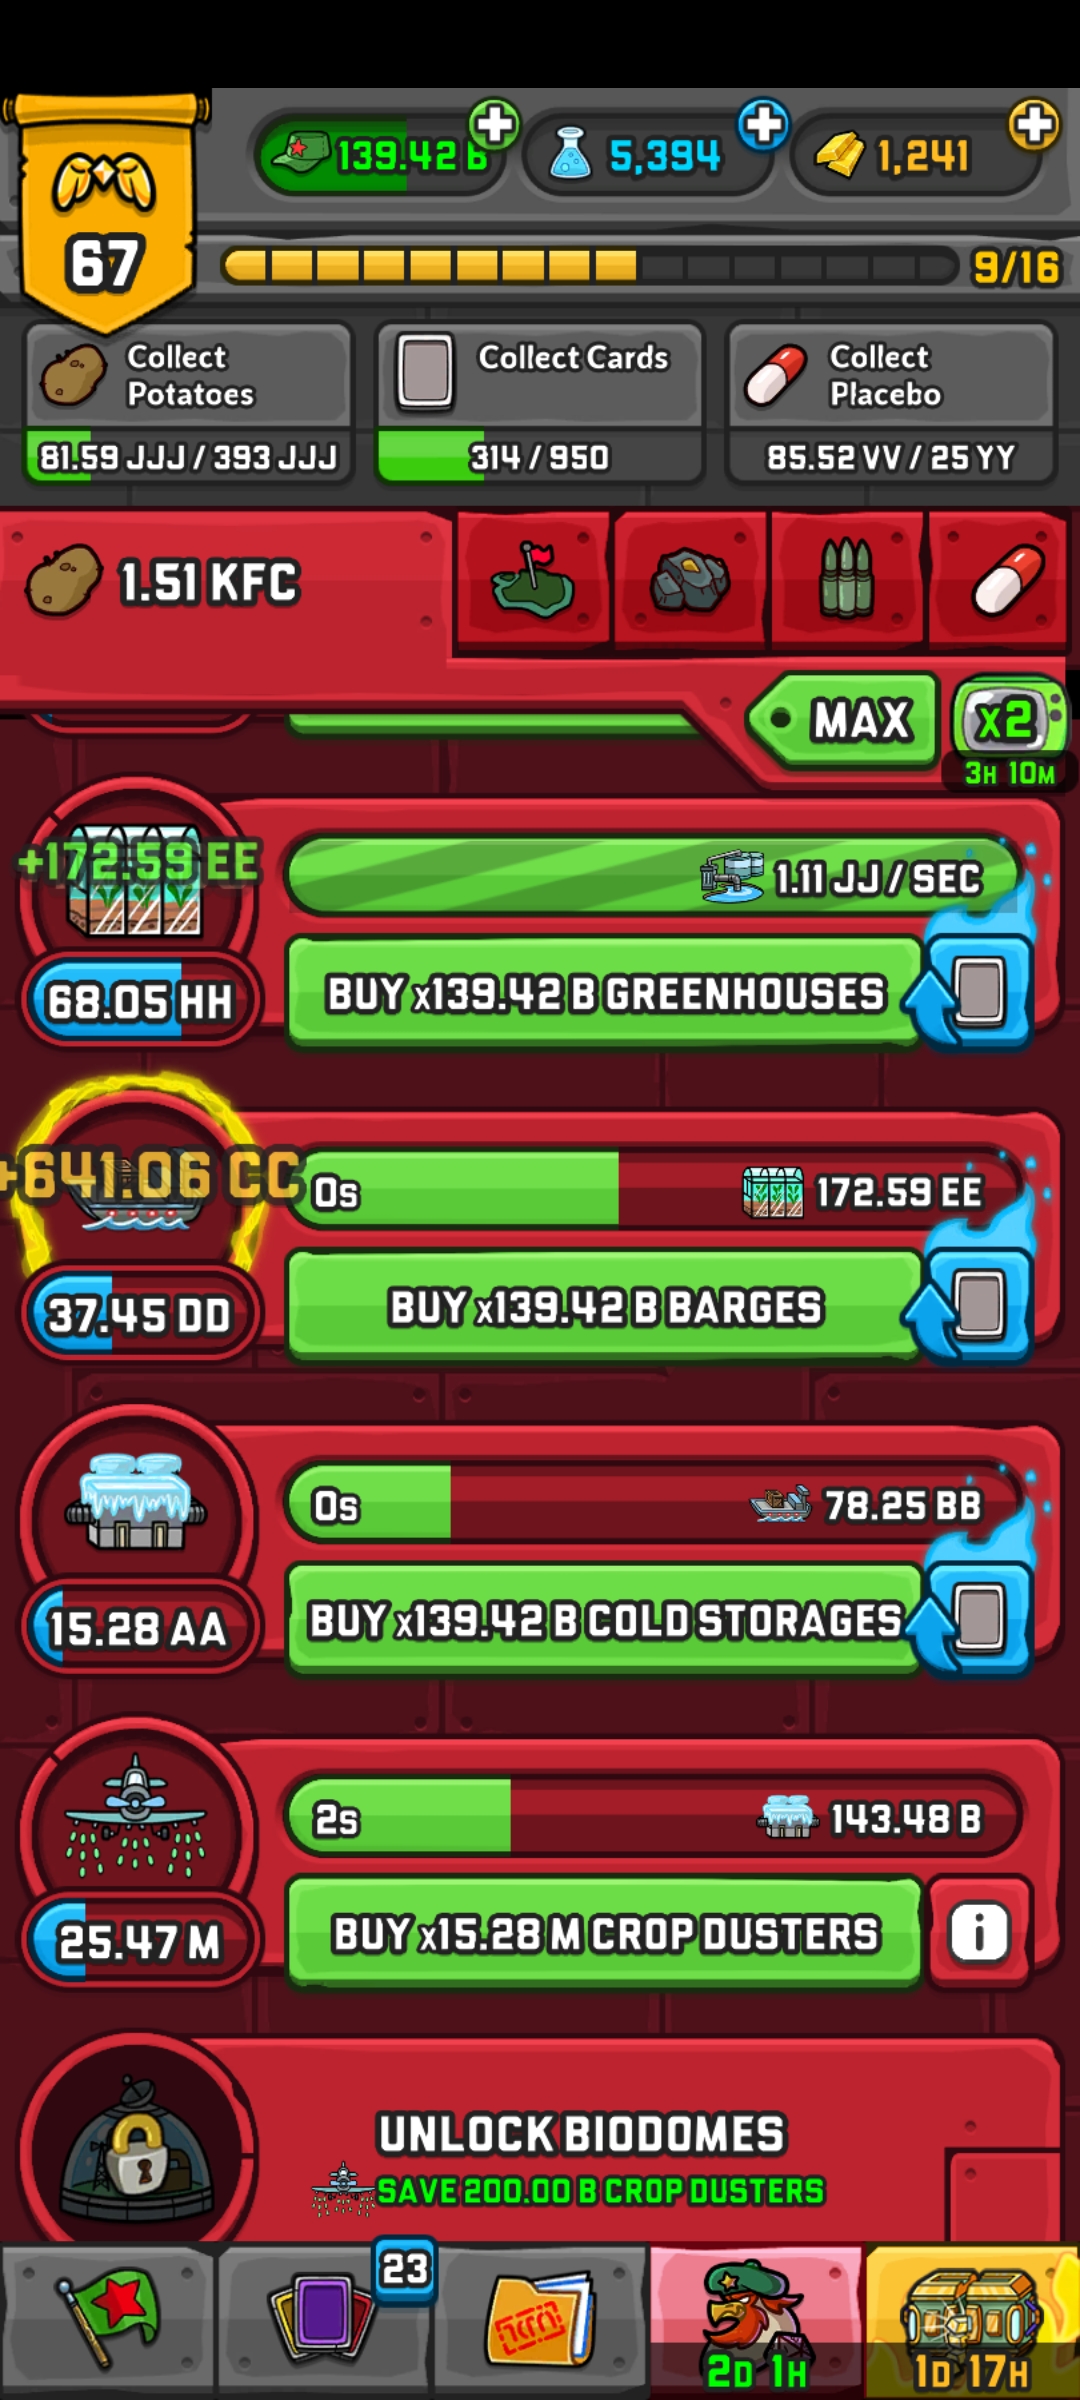 139.42 B
5,394
1,241
67
9/16
Collect
Potatoes
81.59 JJJ / 393 JJJ
Collect Cards
314 / 950
Collect
Placebo
85.52 VV / 25 YY
1.51 KFC
MAX
x2
3H 10M
+172.59 EE
1.11 JJ / SEC
68.05 HH
BUY x139.42 B GREENHOUSES
+641.06 CC
0s
172.59 EE
37.45 DD
BUY x139.42 B BARGES
0s
78.25 BB
15.28 AA
BUY x139.42 B COLD STORAGES
2s
143.48 B
25.47 M
BUY x15.28 M CROP DUSTERS
i
UNLOCK BIODOMES
SAVE 200.00 B CROP DUSTERS
23
2D 1H
1D 17H